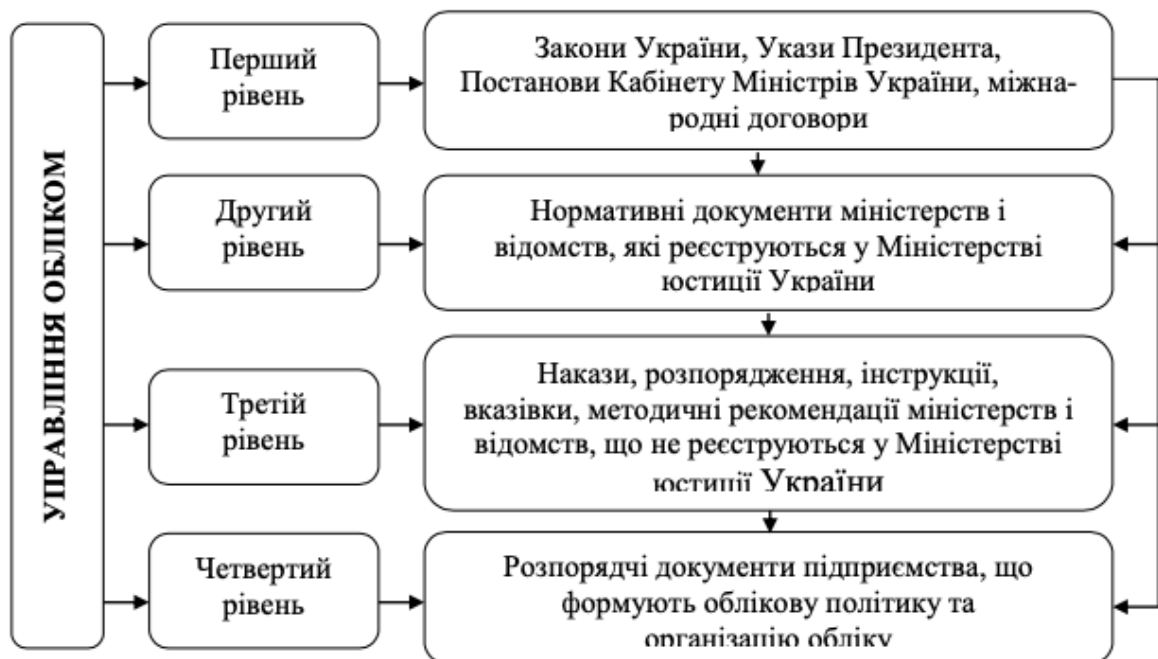 УПРАВЛІННЯ ОБЛІКОМ
Перший
рівень
Закони України, Укази Президента,
Постанови Кабінету Міністрів України, міжна-
родні договори
Другий
рівень
Нормативні документи міністерств і
відомств, які реєструються у Міністерстві
юстиції України
Третій
рівень
Накази, розпорядження, інструкції,
вказівки, методичні рекомендації міністерств і
відомств, що не реєструються у Міністерстві
юстиції України
Четвертий
рівень
Розпорядчі документи підприємства, що
формують облікову політику та
організацію обліку